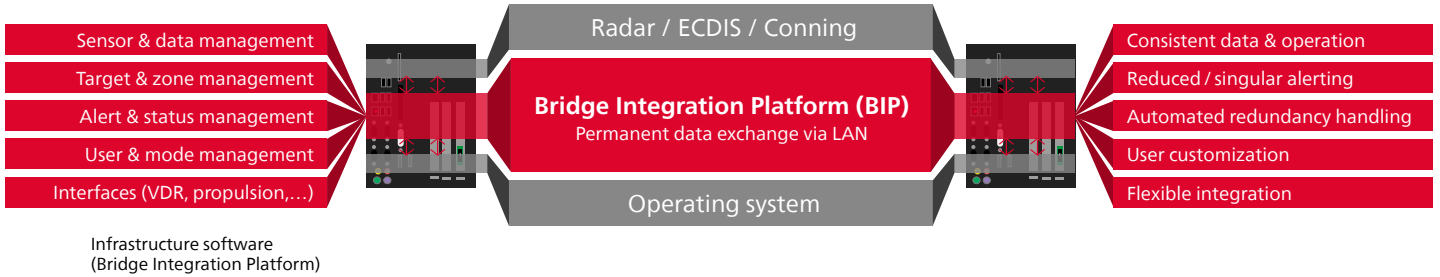 Sensor & data management
Target & zone management
Alert & status management
User & mode management
Interfaces (VDR, propulsion,…)
Infrastructure software
(Bridge Integration Platform)
Radar / ECDIS / Conning
Bridge Integration Platform (BIP)
Permanent data exchange via LAN
Operating system
Consistent data & operation
Reduced / singular alerting
Automated redundancy handling
User customization
Flexible integration